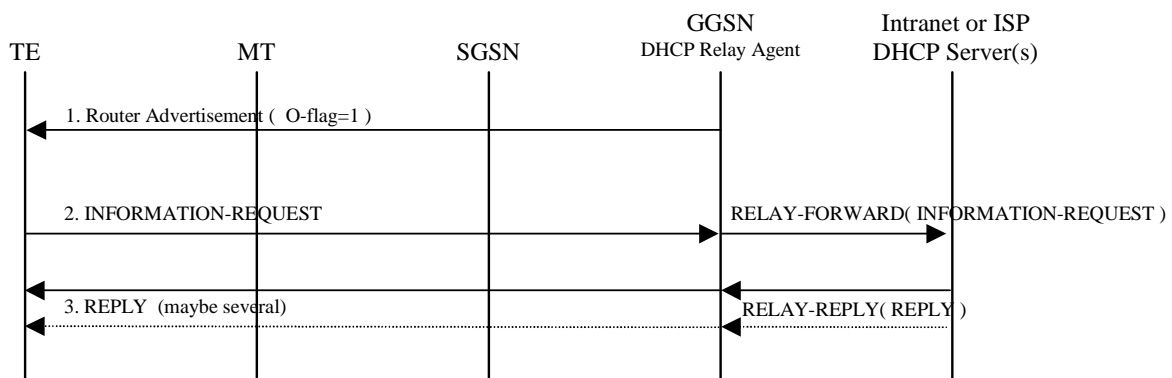 GGSN
Intranet or ISP
TE
MT
SGSN
DHCP Relay Agent
DHCP Server(s)
1. Router Advertisement ( O-flag=1 )
2. INFORMATION-REQUEST
RELAY-FORWARD( INFORMATION-REQUEST )
3. REPLY (maybe several)
RELAY-REPLY( REPLY )